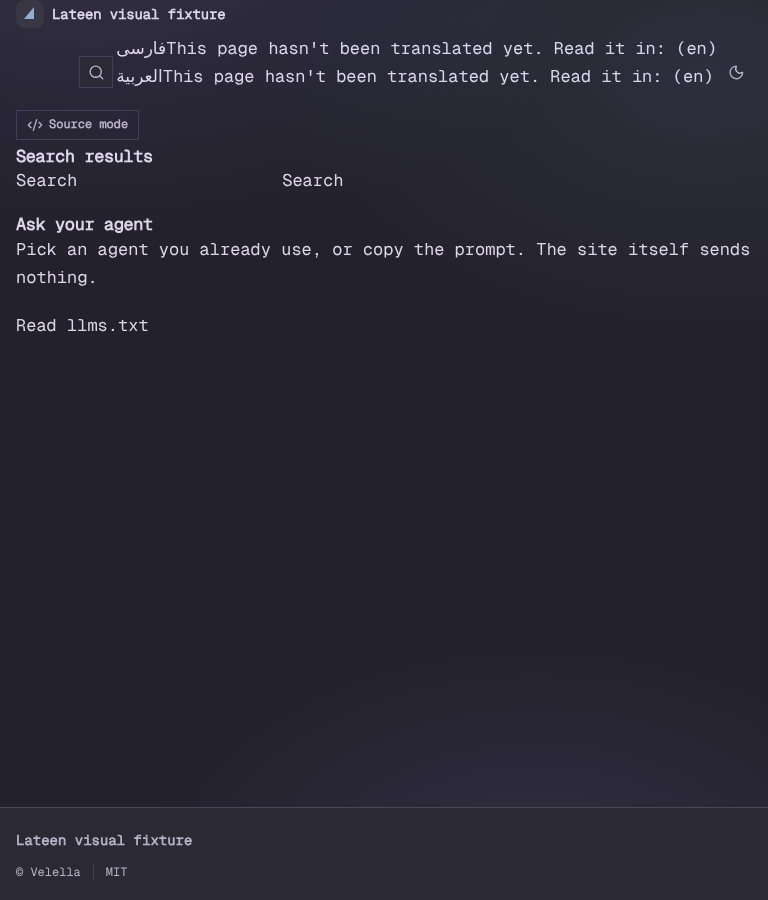 Lateen visual fixture
فارسیThis page hasn't been translated yet. Read it in: (en)
العربيةThis page hasn't been translated yet. Read it in: (en)
Source mode
Search results
Search Search
Ask your agent
Pick an agent you already use, or copy the prompt. The site itself sends
nothing.
Read llms.txt
Lateen visual fixture
© Velella MIT